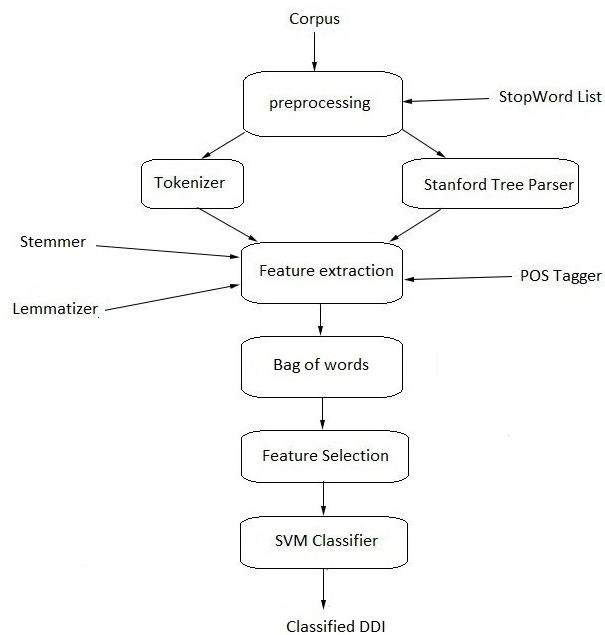 Corpus
preprocessing
StopWord List
Tokenizer
Stanford Tree Parser
Stemmer
Feature extraction
POS Tagger
Lemmatizer
Bag of words
Feature Selection
SVM Classifier
Classified DDI